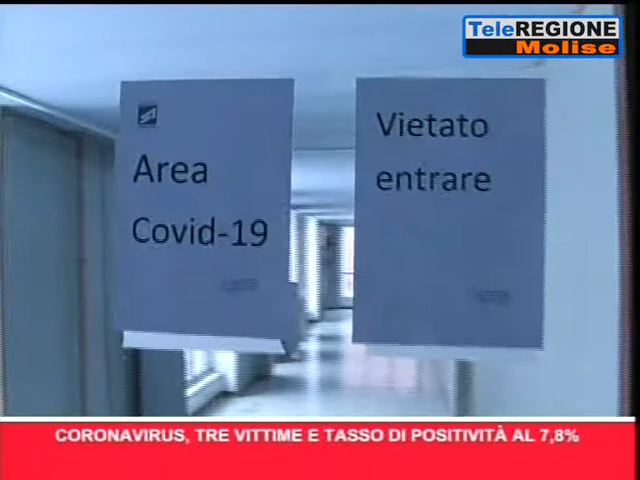 TeleREGIONE
Molise
Area
Covid-19
Vietato
entrare
CORONAVIRUS, TRE VITTIME E TASSO DI POSITIVITÀ AL 7,8%